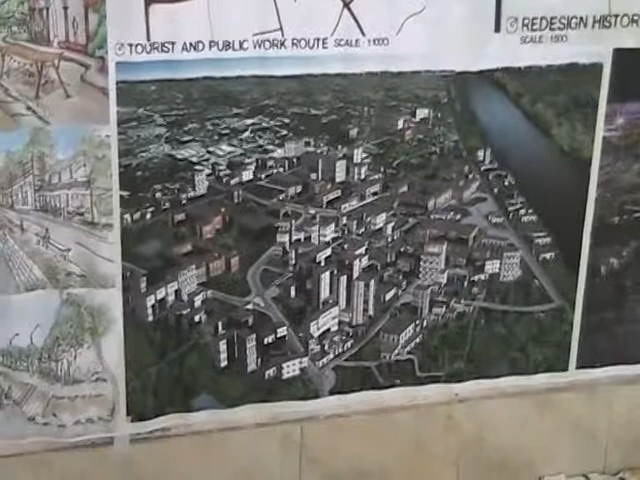 TOURIST AND PUBLIC WORK ROUTE SCALE : 1:1000
REDESIGN HISTOR
SCALE : 1:500